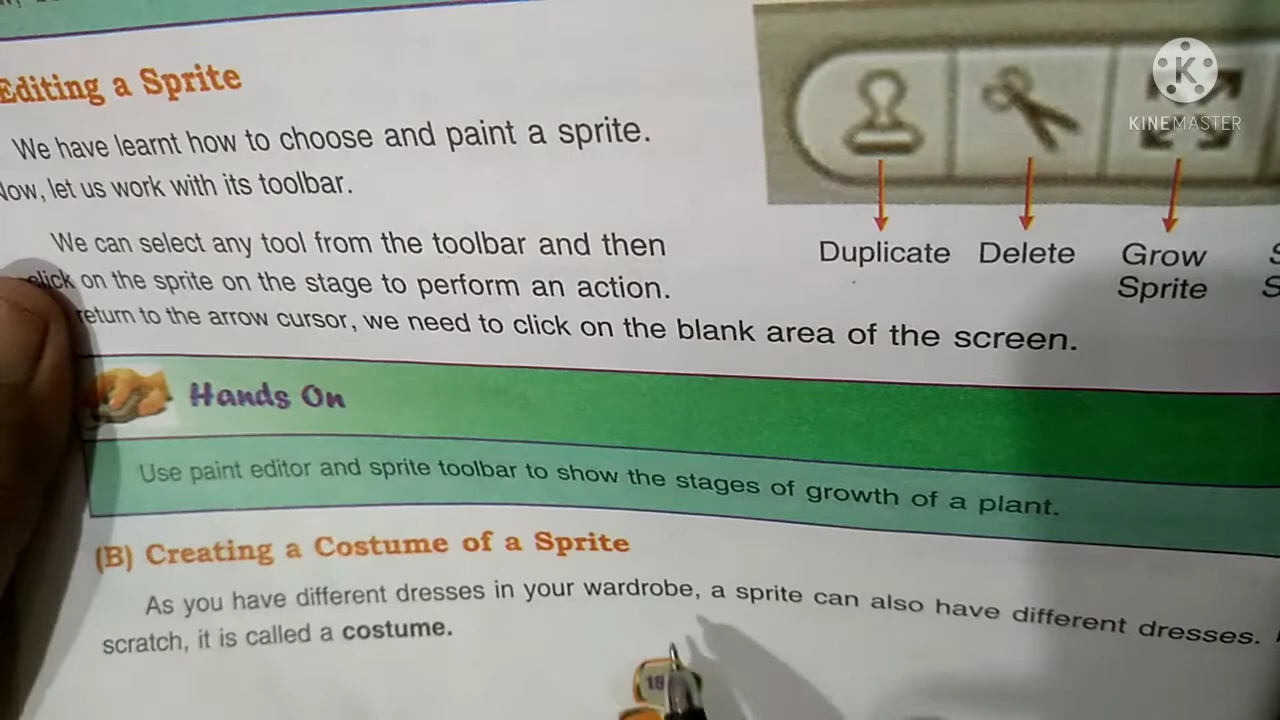 Editing a Sprite
We have learnt how to choose and paint a sprite.
Now, let us work with its toolbar.
We can select any tool from the toolbar and then
click on the sprite on the stage to perform an action.
return to the arrow cursor, we need to click on the blank area of the screen.
K
KINEMASTER
Duplicate Delete Grow
Sprite
Hands On
Use paint editor and sprite toolbar to show the stages of growth of a plant.
(B) Creating a Costume of a Sprite
As you have different dresses in your wardrobe, a sprite can also have different dresses.
scratch, it is called a costume.
18